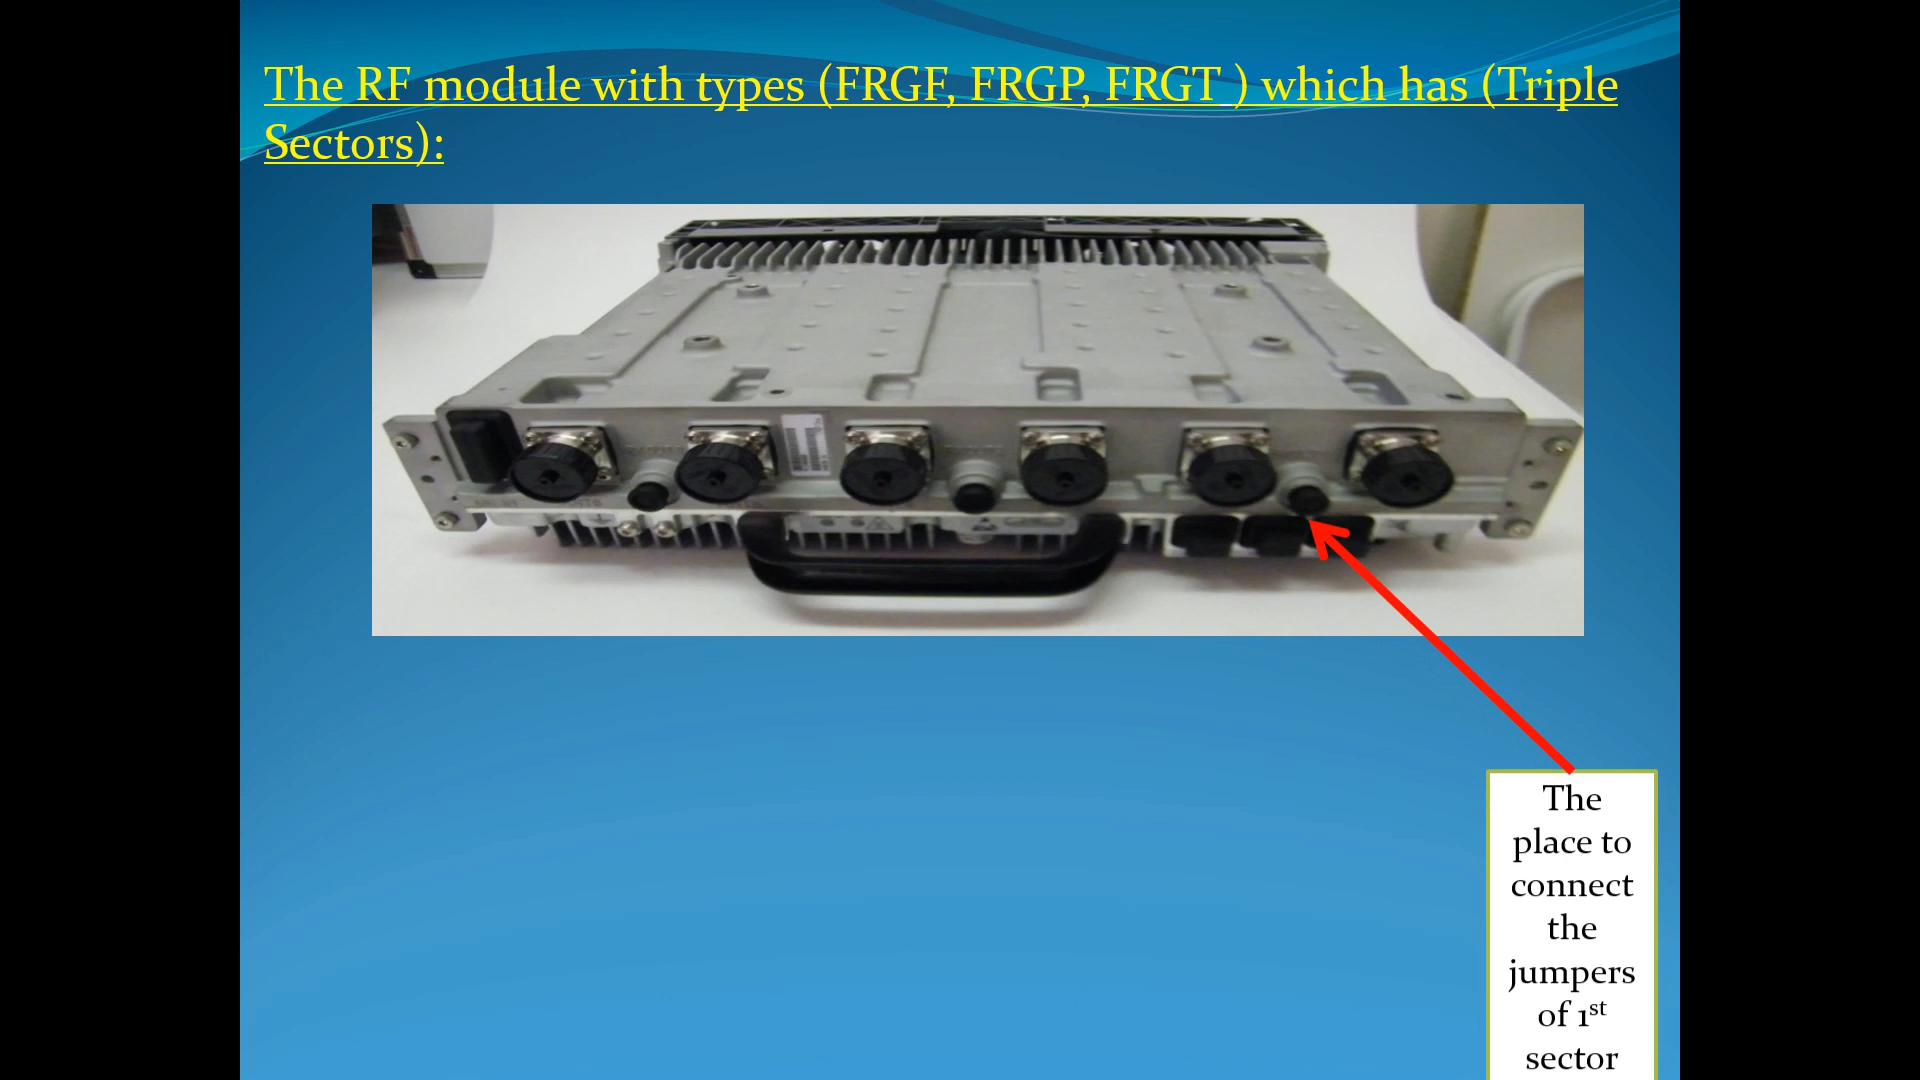 The RF module with types (FRGF, FRGP, FRGT ) which has (Triple
Sectors):
The
place to
connect
the
jumpers
of 1st
sector